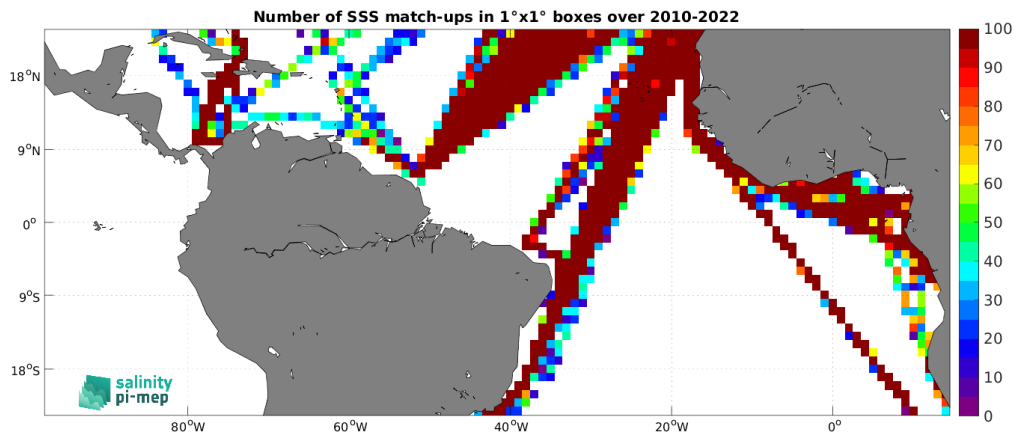 Number of SSS match-ups in 1°x1° boxes over 2010-2022
18°N
9°N
0°
9°S
18°S
80°W
60°W
40°W
20°W
0°
100
90
80
70
60
50
40
30
20
10
0
salinity
pi-mep